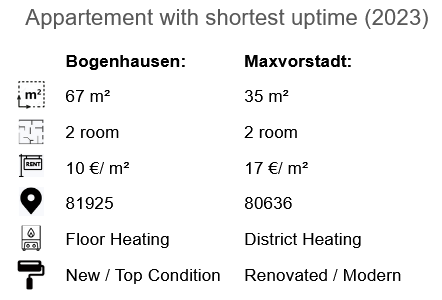 Appartement with shortest uptime (2023)
Bogenhausen: Maxvorstadt:
m² 67 m² 35 m²
2 room 2 room
RENT 10 €/ m² 17 €/ m²
81925 80636
Floor Heating District Heating
New / Top Condition Renovated / Modern